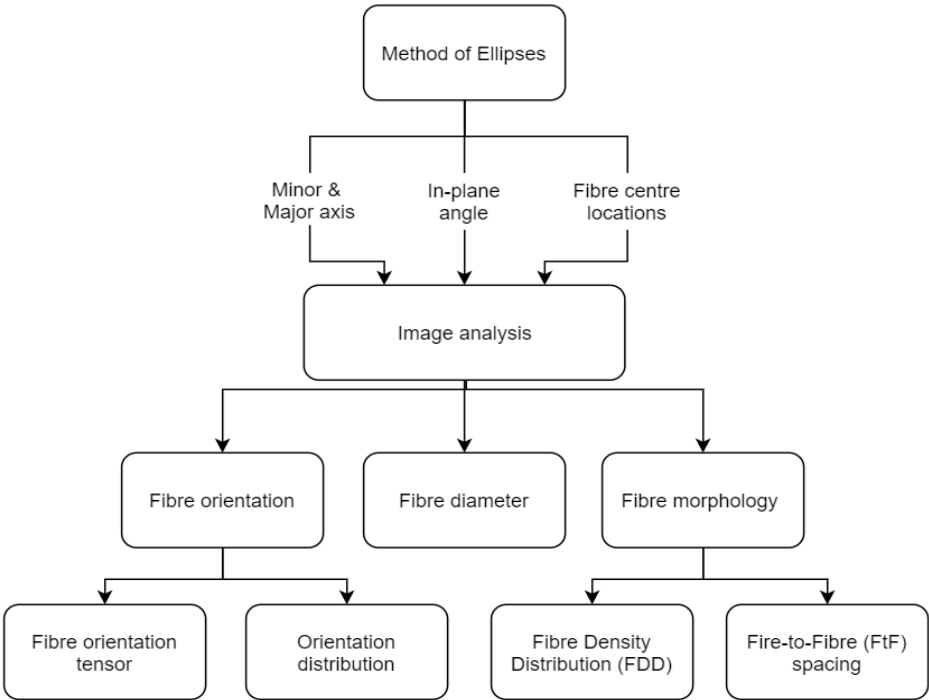 Method of Ellipses
Minor &
Major axis
In-plane
angle
Fibre centre
locations
Image analysis
Fibre orientation
Fibre diameter
Fibre morphology
Fibre orientation
tensor
Orientation
distribution
Fibre Density
Distribution (FDD)
Fire-to-Fibre (FtF)
spacing